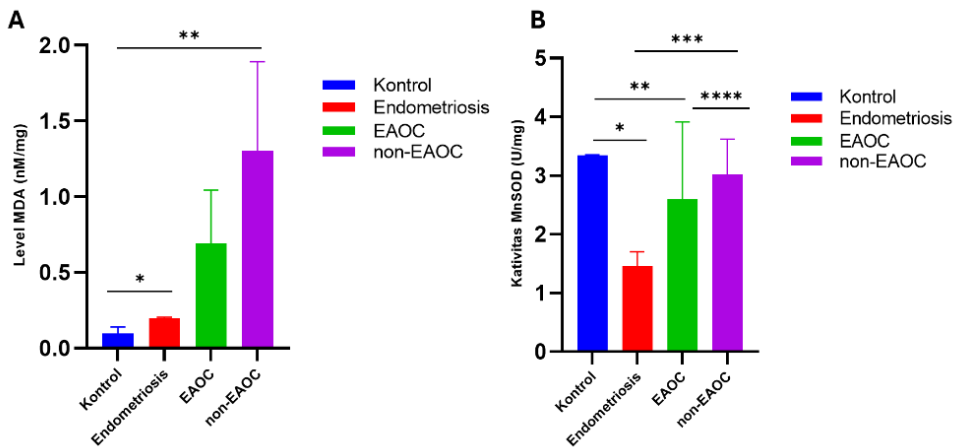 A
Level MDA (nM/mg)
2.0
1.5
1.0
0.5
0.0
**
*
Kontrol
Endometriosis
EAOC
non-EAOC
Kontrol
Endometriosis
EAOC
non-EAOC
B
Kativitas MnSOD (U/mg)
5
4
3
2
1
0
***
**
****
*
Kontrol
Endometriosis
EAOC
non-EAOC
Kontrol
Endometriosis
EAOC
non-EAOC